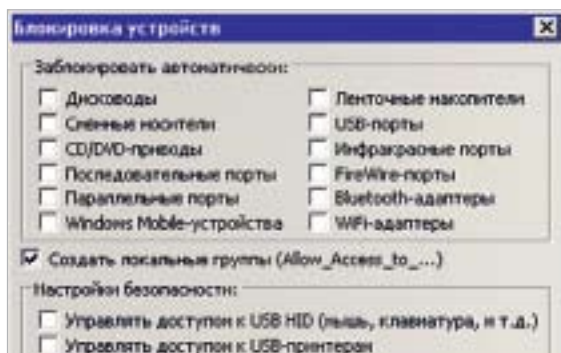 Блокировка устройств
Заблокировать автоматически:
Дисководы
Сменные носители
CD/DVD-приводы
Последовательные порты
Параллельные порты
Windows Mobile-устройства
Ленточные накопители
USB-порты
Инфракрасные порты
FireWire-порты
Bluetooth-адаптеры
WiFi-адаптеры
Создать локальные группы (Allow_Access_to_...)
Настройки безопасности:
Управлять доступом к USB HID (мышь, клавиатура, и т.д.)
Управлять доступом к USB-принтерам